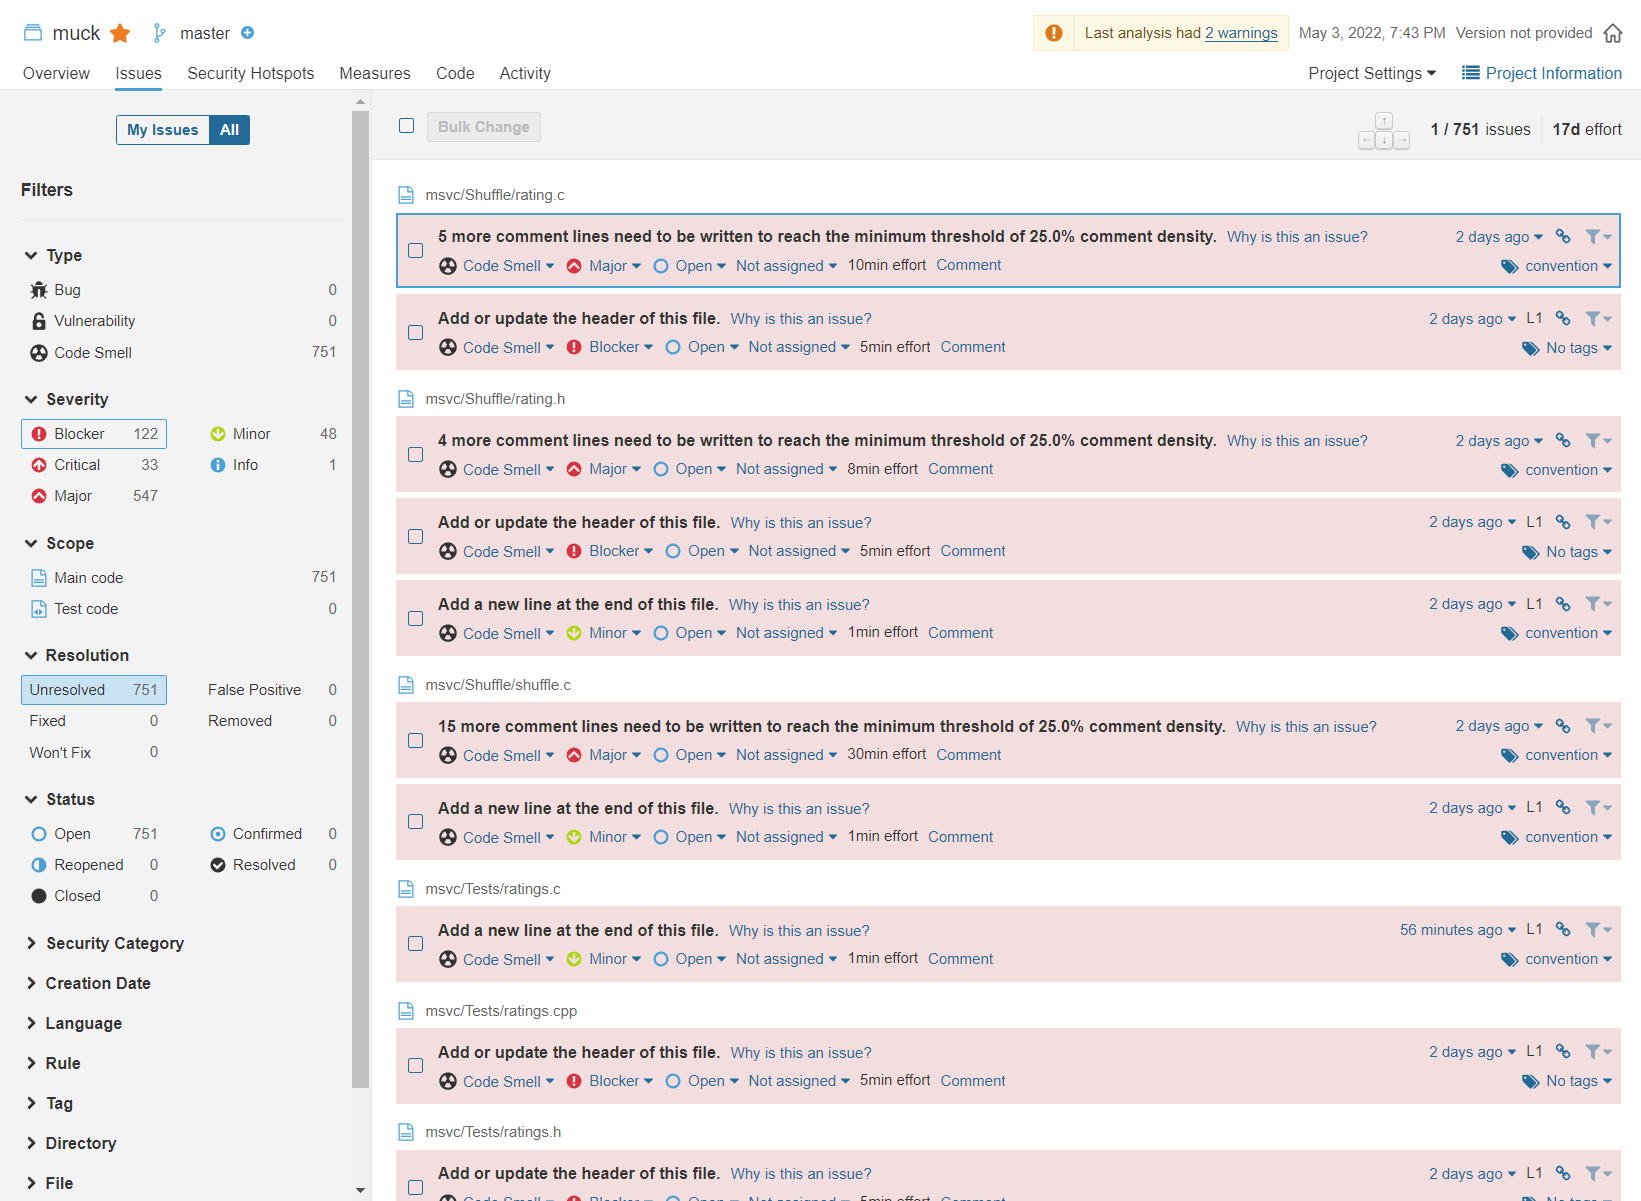 muck master
Last analysis had 2 warnings May 3, 2022, 7:43 PM Version not provided
Overview Issues Security Hotspots Measures Code Activity
Project Settings Project Information
My Issues All
Filters
Type
Bug 0
Vulnerability 0
Code Smell 751
Severity
Blocker 122 Minor 48
Critical 33 Info 1
Major 547
Scope
Main code 751
Test code 0
Resolution
Unresolved 751 False Positive 0
Fixed 0 Removed 0
Won't Fix 0
Status
Open 751 Confirmed 0
Reopened 0 Resolved 0
Closed 0
Security Category
Creation Date
Language
Rule
Tag
Directory
File
Bulk Change
1 / 751 issues 17d effort
msvc/Shuffle/rating.c
5 more comment lines need to be written to reach the minimum threshold of 25.0% comment density. Why is this an issue? 2 days ago
Code Smell Major Open Not assigned 10min effort Comment convention
Add or update the header of this file. Why is this an issue? 2 days ago L1
Code Smell Blocker Open Not assigned 5min effort Comment No tags
msvc/Shuffle/rating.h
4 more comment lines need to be written to reach the minimum threshold of 25.0% comment density. Why is this an issue? 2 days ago
Code Smell Major Open Not assigned 8min effort Comment convention
Add or update the header of this file. Why is this an issue? 2 days ago L1
Code Smell Blocker Open Not assigned 5min effort Comment No tags
Add a new line at the end of this file. Why is this an issue? 2 days ago L1
Code Smell Minor Open Not assigned 1min effort Comment convention
msvc/Shuffle/shuffle.c
15 more comment lines need to be written to reach the minimum threshold of 25.0% comment density. Why is this an issue? 2 days ago
Code Smell Major Open Not assigned 30min effort Comment convention
Add a new line at the end of this file. Why is this an issue? 2 days ago L1
Code Smell Minor Open Not assigned 1min effort Comment convention
msvc/Tests/ratings.c
Add a new line at the end of this file. Why is this an issue? 56 minutes ago L1
Code Smell Minor Open Not assigned 1min effort Comment convention
msvc/Tests/ratings.cpp
Add or update the header of this file. Why is this an issue? 2 days ago L1
Code Smell Blocker Open Not assigned 5min effort Comment No tags
msvc/Tests/ratings.h
Add or update the header of this file. Why is this an issue? 2 days ago L1
Code Smell Blocker Open Not assigned 5min effort Comment No tags